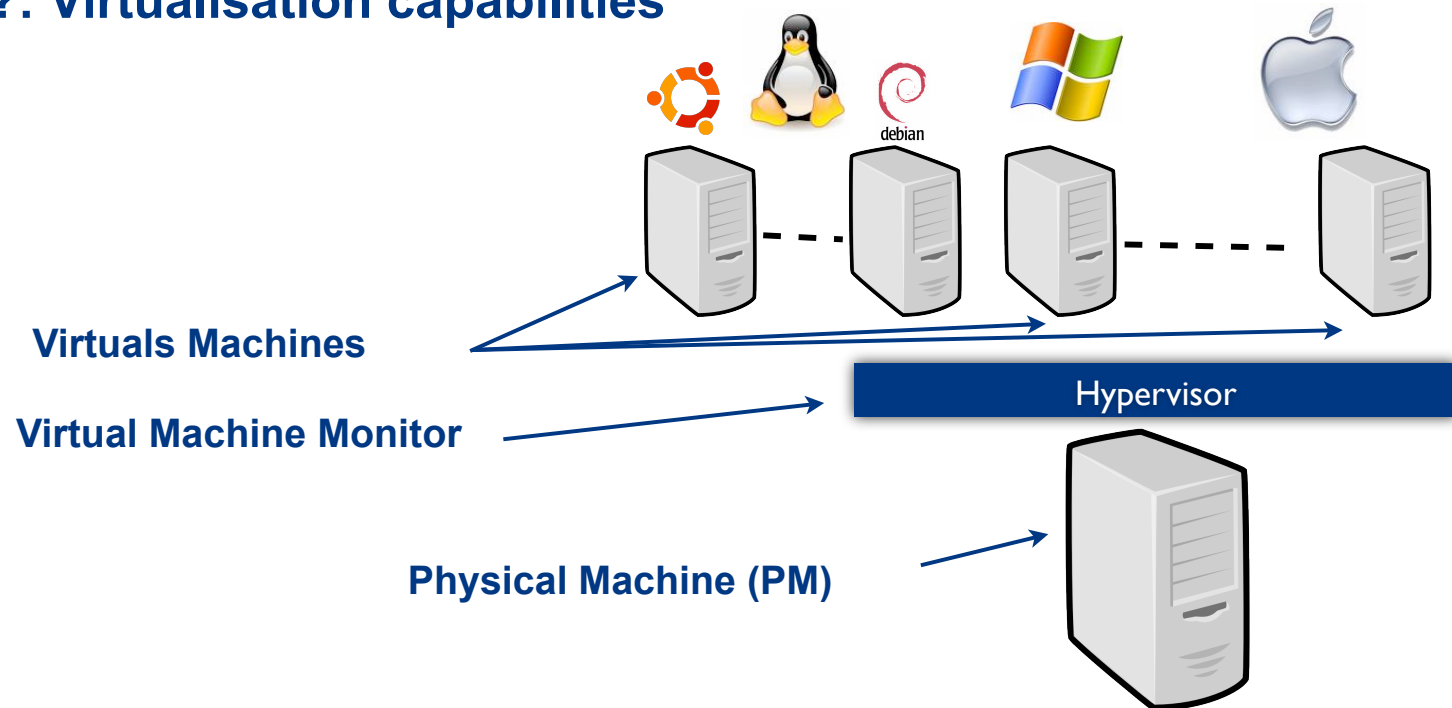 ?: Virtualisation capabilities
debian
Virtuals Machines
Hypervisor
Virtual Machine Monitor
Physical Machine (PM)